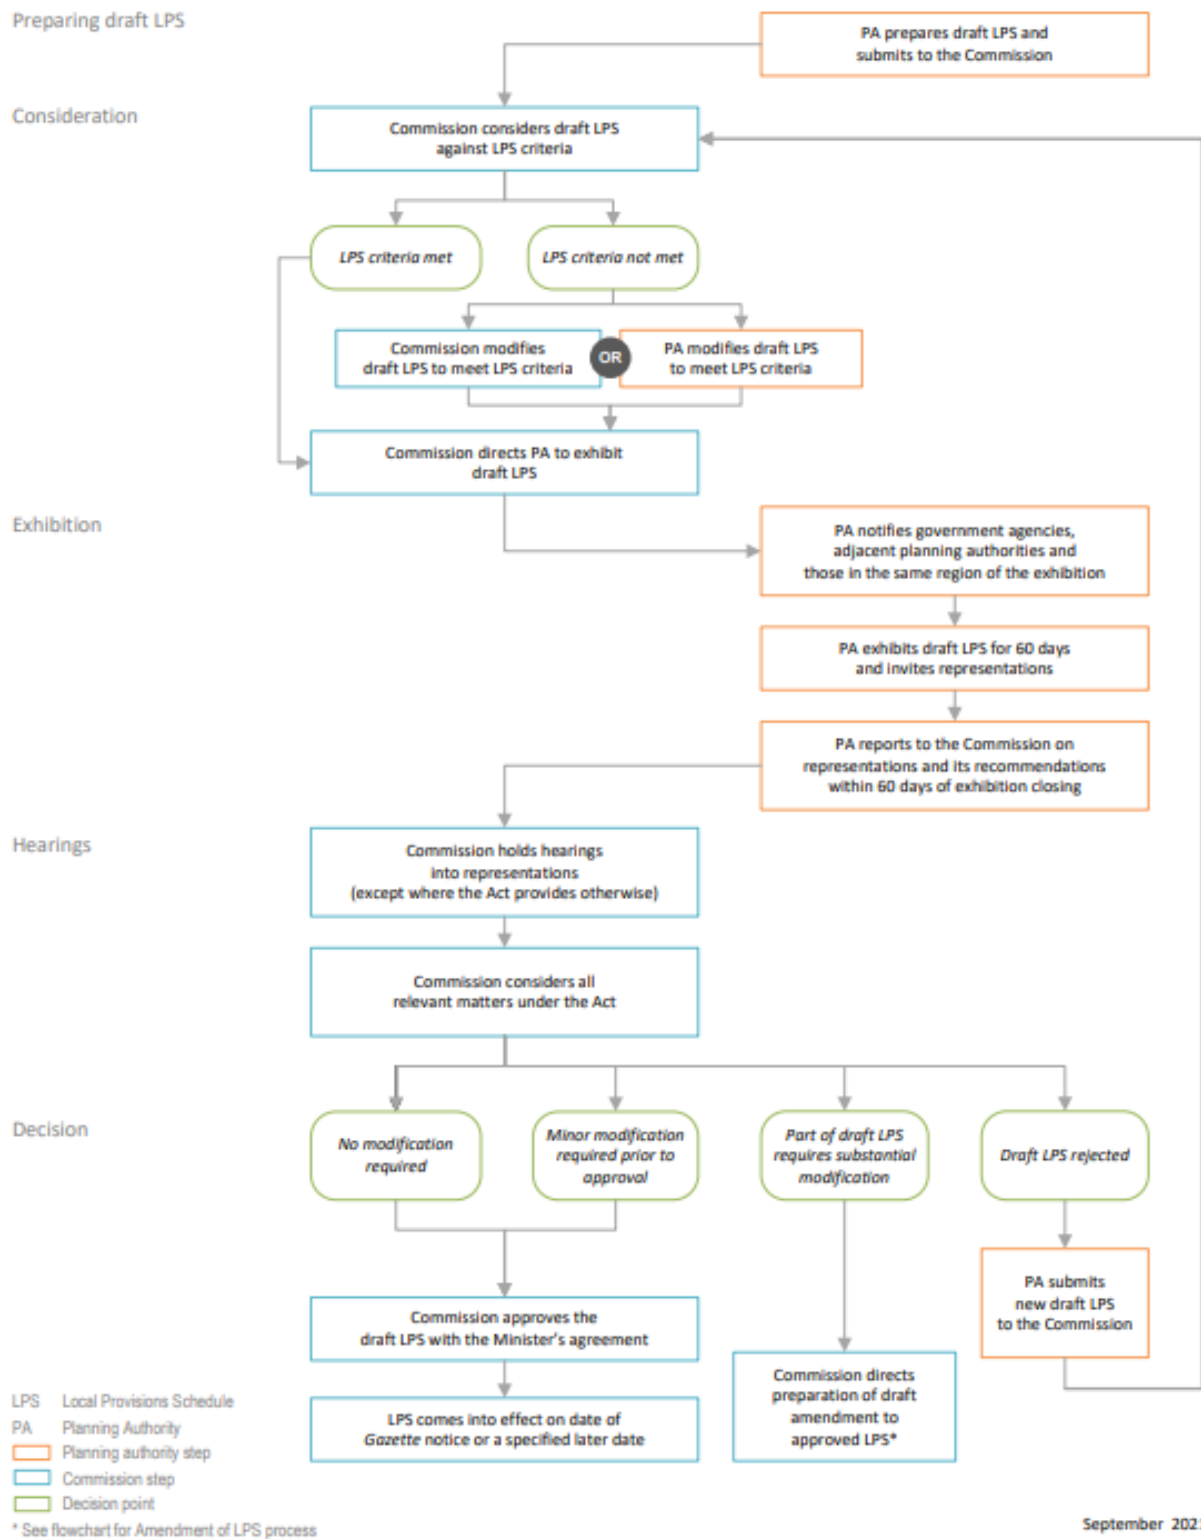 Preparing draft LPS
PA prepares draft LPS and
submits to the Commission
Consideration
Commission considers draft LPS
against LPS criteria
LPS criteria met
LPS criteria not met
Commission modifies
draft LPS to meet LPS criteria
OR
PA modifies draft LPS
to meet LPS criteria
Commission directs PA to exhibit
draft LPS
Exhibition
PA notifies government agencies,
adjacent planning authorities and
those in the same region of the exhibition
PA exhibits draft LPS for 60 days
and invites representations
PA reports to the Commission on
representations and its recommendations
within 60 days of exhibition closing
Hearings
Commission holds hearings
into representations
(except where the Act provides otherwise)
Commission considers all
relevant matters under the Act
Decision
No modification
required
Minor modification
required prior to
approval
Part of draft LPS
requires substantial
modification
Draft LPS rejected
PA submits
new draft LPS
to the Commission
Commission approves the
draft LPS with the Minister's agreement
Commission directs
preparation of draft
amendment to
approved LPS*
LPS comes into effect on date of
Gazette notice or a specified later date
LPS Local Provisions Schedule
PA Planning Authority
Planning authority step
Commission step
Decision point
* See flowchart for Amendment of LPS process
September